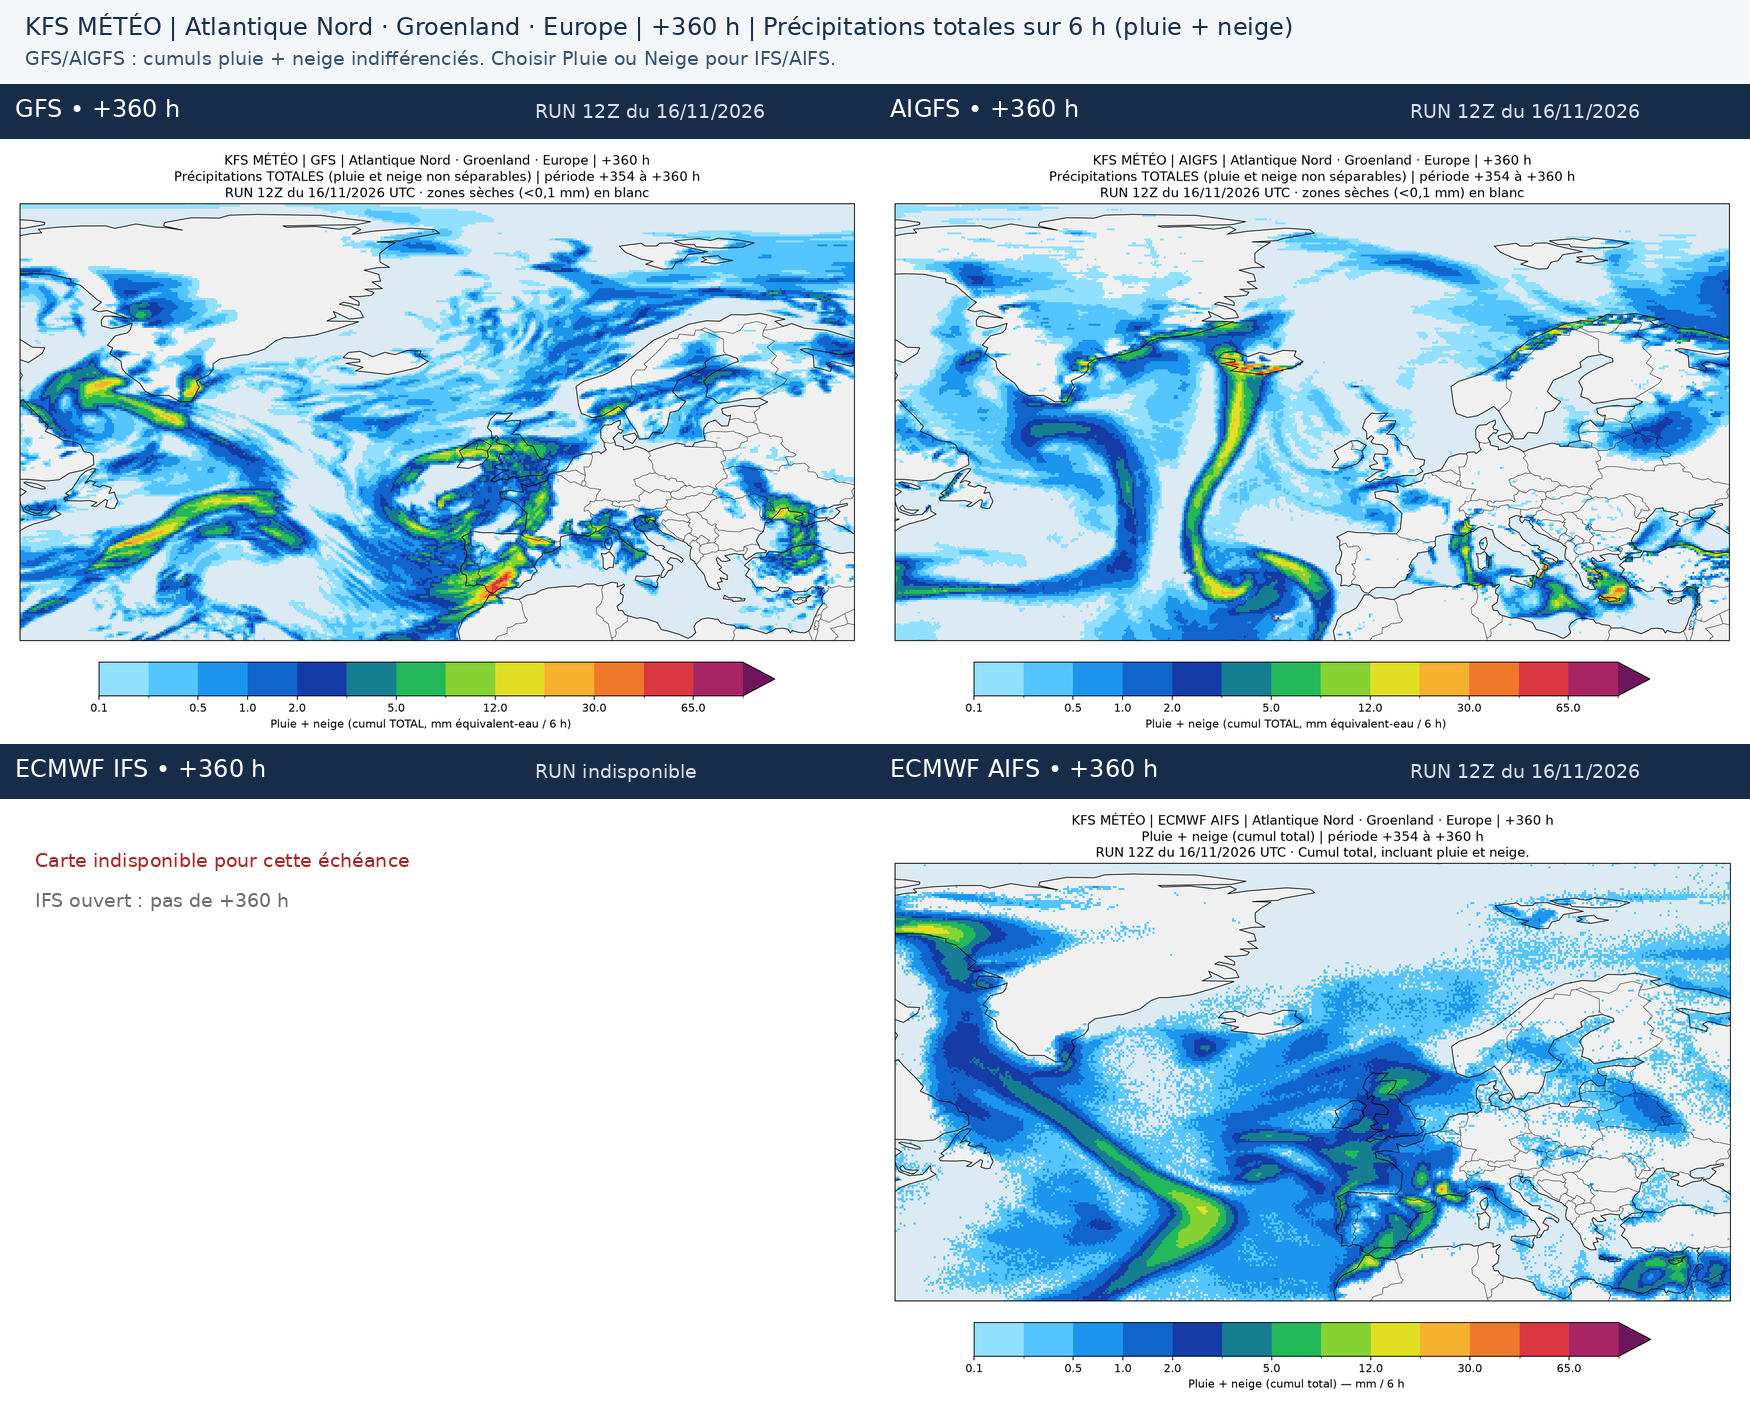 KFS MÉTÉO | Atlantique Nord · Groenland · Europe | +360 h | Précipitations totales sur 6 h (pluie + neige)
GFS/AIGFS : cumuls pluie + neige indifférenciés. Choisir Pluie ou Neige pour IFS/AIFS.
GFS • +360 h
RUN 12Z du 16/11/2026
KFS MÉTÉO | GFS | Atlantique Nord · Groenland · Europe | +360 h
Précipitations TOTALES (pluie et neige non séparables) | période +354 à +360 h
RUN 12Z du 16/11/2026 UTC · zones sèches (<0,1 mm) en blanc
0.1 0.5 1.0 2.0 5.0 12.0 30.0 65.0
Pluie + neige (cumul TOTAL, mm équivalent-eau / 6 h)
AIGFS • +360 h
RUN 12Z du 16/11/2026
KFS MÉTÉO | AIGFS | Atlantique Nord · Groenland · Europe | +360 h
Précipitations TOTALES (pluie et neige non séparables) | période +354 à +360 h
RUN 12Z du 16/11/2026 UTC · zones sèches (<0,1 mm) en blanc
0.1 0.5 1.0 2.0 5.0 12.0 30.0 65.0
Pluie + neige (cumul TOTAL, mm équivalent-eau / 6 h)
ECMWF IFS • +360 h
RUN indisponible
Carte indisponible pour cette échéance
IFS ouvert : pas de +360 h
ECMWF AIFS • +360 h
RUN 12Z du 16/11/2026
KFS MÉTÉO | ECMWF AIFS | Atlantique Nord · Groenland · Europe | +360 h
Pluie + neige (cumul total) | période +354 à +360 h
RUN 12Z du 16/11/2026 UTC · Cumul total, incluant pluie et neige.
0.1 0.5 1.0 2.0 5.0 12.0 30.0 65.0
Pluie + neige (cumul total) — mm / 6 h